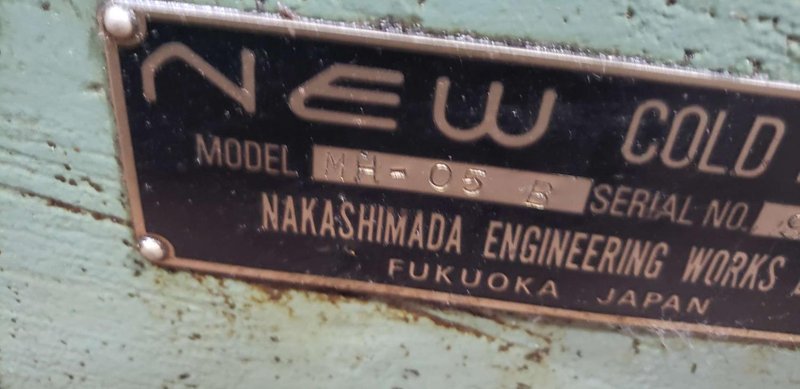 NEW COLD
MODEL MH-05 B SERIAL NO.
NAKASHIMADA ENGINEERING WORKS
FUKUOKA JAPAN